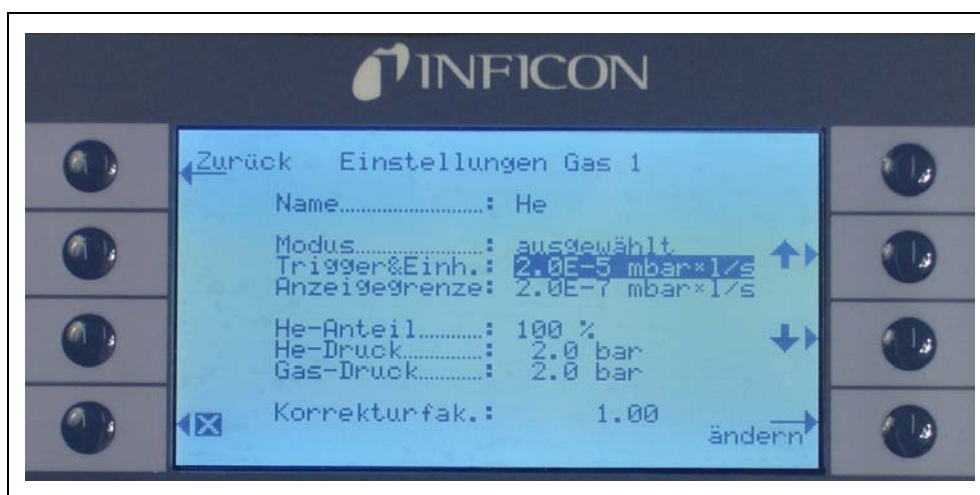 INFICON
Zurück Einstellungen Gas 1
Name..............: He
Modus.............: ausgewählt
Trigger&Einh.: 2.0E-5 mbar×l/s
Anzeigegrenze: 2.0E-7 mbar×l/s
He-Anteil.........: 100 %
He-Druck..........: 2.0 bar
Gas-Druck.........: 2.0 bar
Korrekturfak.: 1.00
ändern